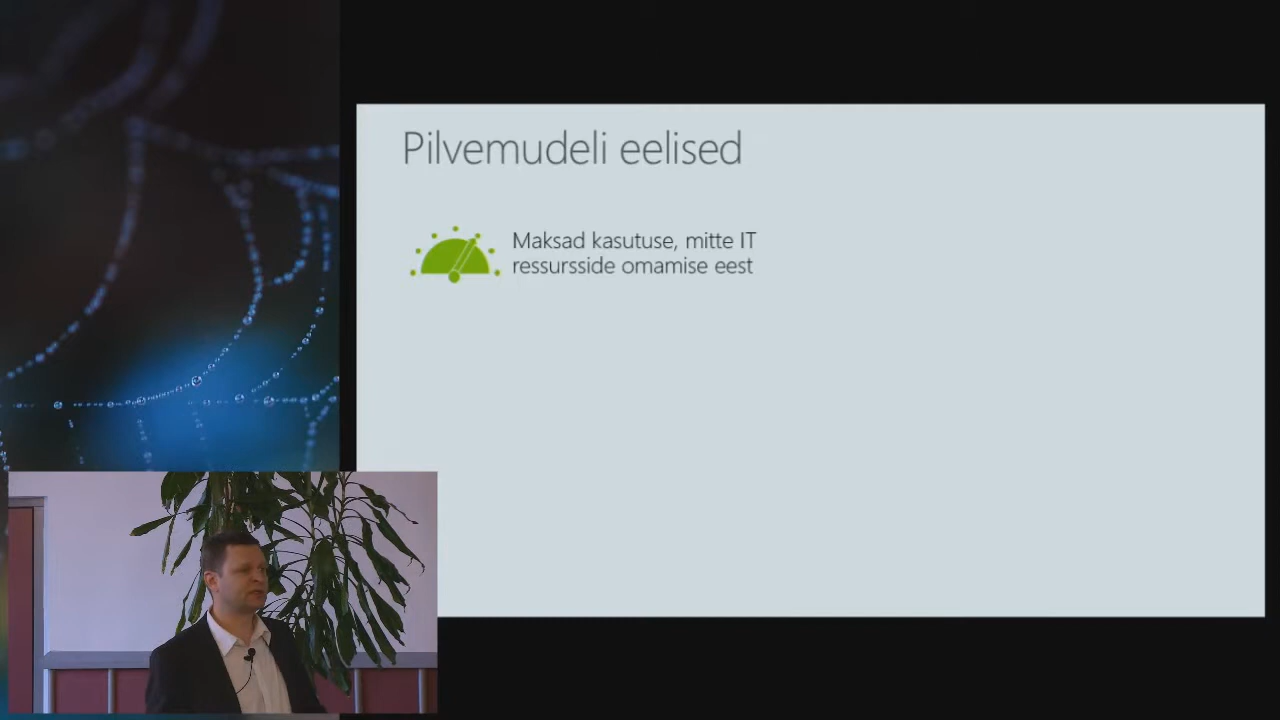 Pilvemudeli eelised
Maksad kasutuse, mitte IT
ressursside omamise eest